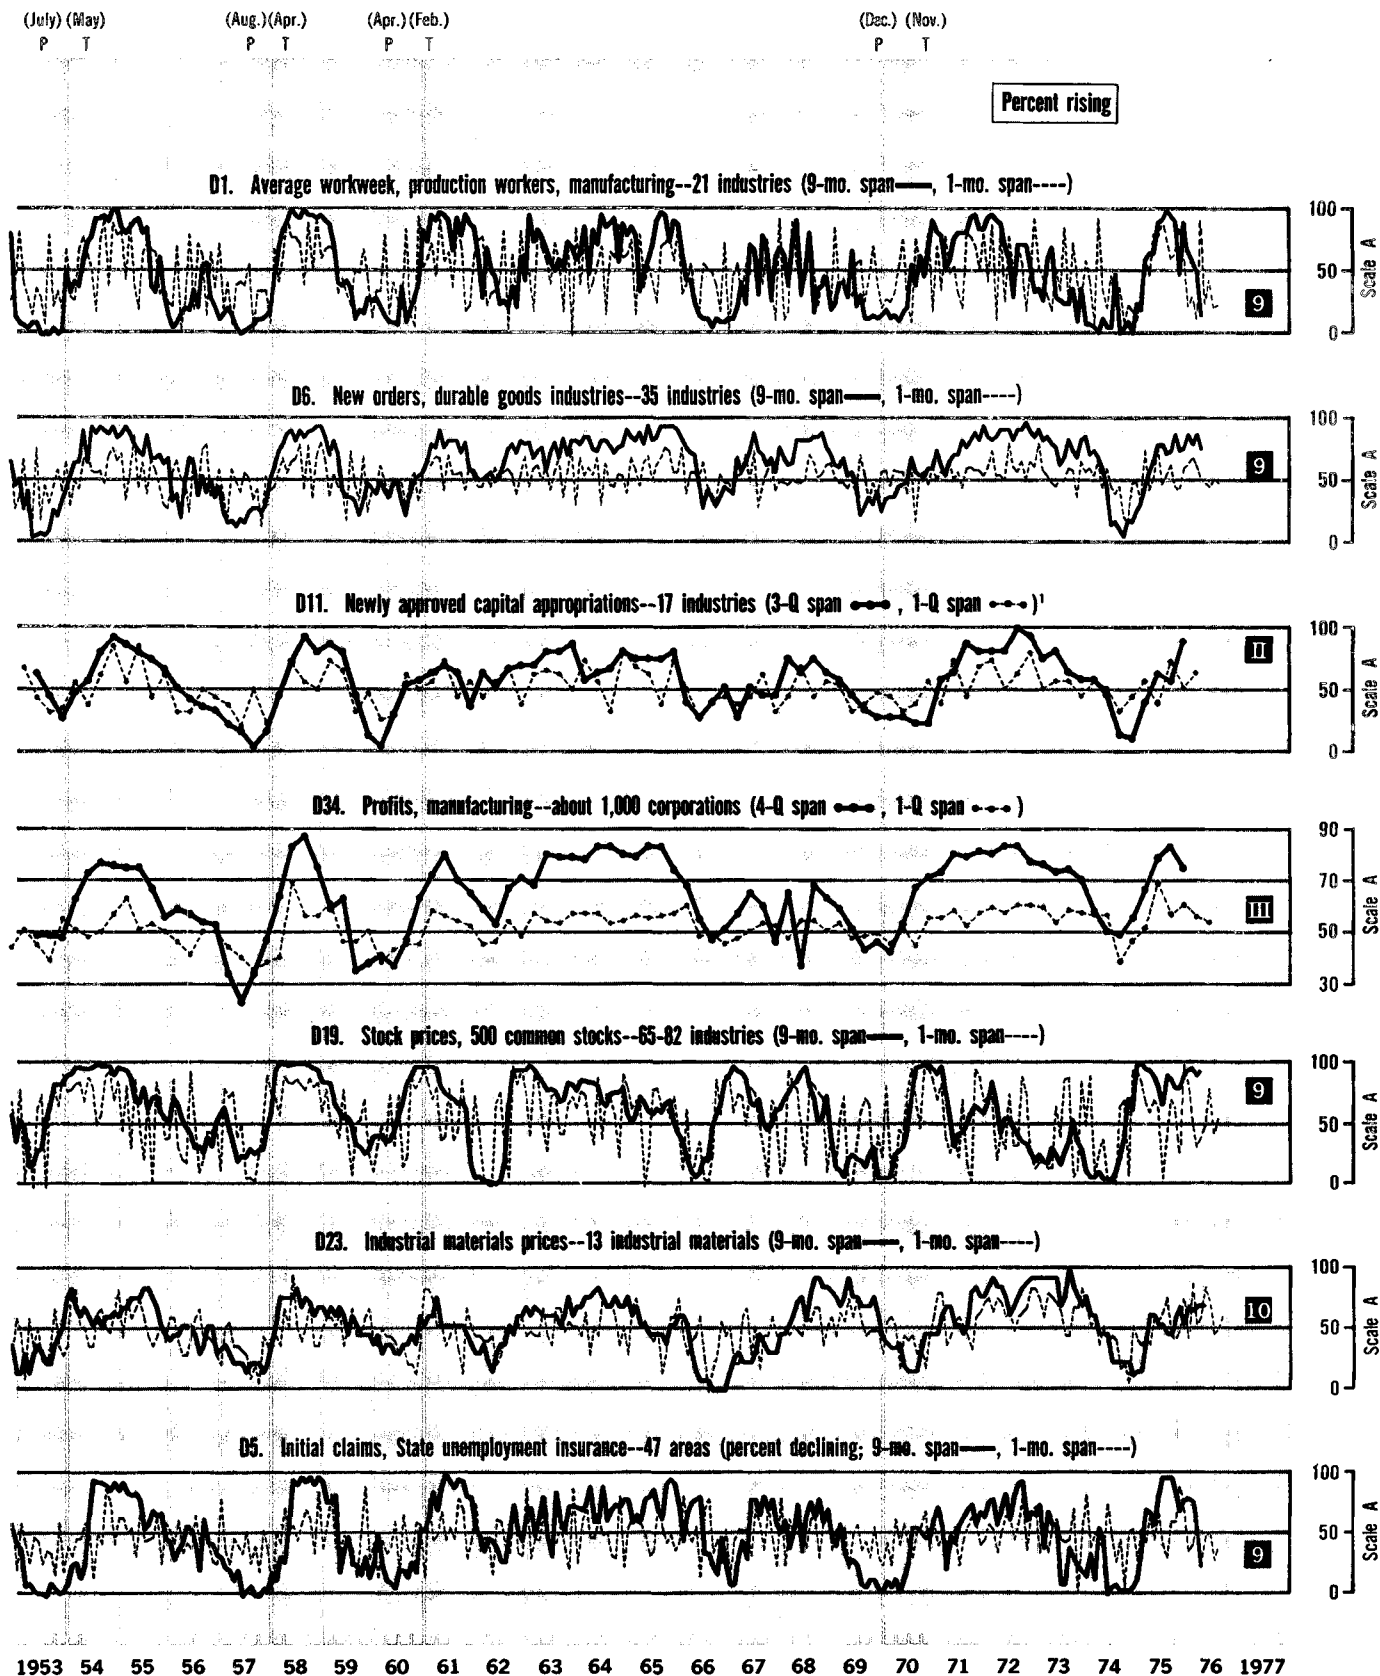 (July) (May) (Aug.) (Apr.) (Apr.) (Feb.) (Dec.) (Nov.)
P T P T P T P T
Percent rising
D1. Average workweek, production workers, manufacturing--21 industries (9-mo. span——, 1-mo. span----)
100
50
0
Scale A
9
D6. New orders, durable goods industries--35 industries (9-mo. span——, 1-mo. span----)
100
50
0
Scale A
9
D11. Newly approved capital appropriations--17 industries (3-Q span •—•—•, 1-Q span •--•--•)¹
100
50
0
Scale A
II
D34. Profits, manufacturing--about 1,000 corporations (4-Q span •—•—•, 1-Q span •--•--•)
90
70
50
30
Scale A
III
D19. Stock prices, 500 common stocks--65-82 industries (9-mo. span——, 1-mo. span----)
100
50
0
Scale A
9
D23. Industrial materials prices--13 industrial materials (9-mo. span——, 1-mo. span----)
100
50
0
Scale A
10
D5. Initial claims, State unemployment insurance--47 areas (percent declining; 9-mo. span——, 1-mo. span----)
100
50
0
Scale A
9
1953 54 55 56 57 58 59 60 61 62 63 64 65 66 67 68 69 70 71 72 73 74 75 76 1977